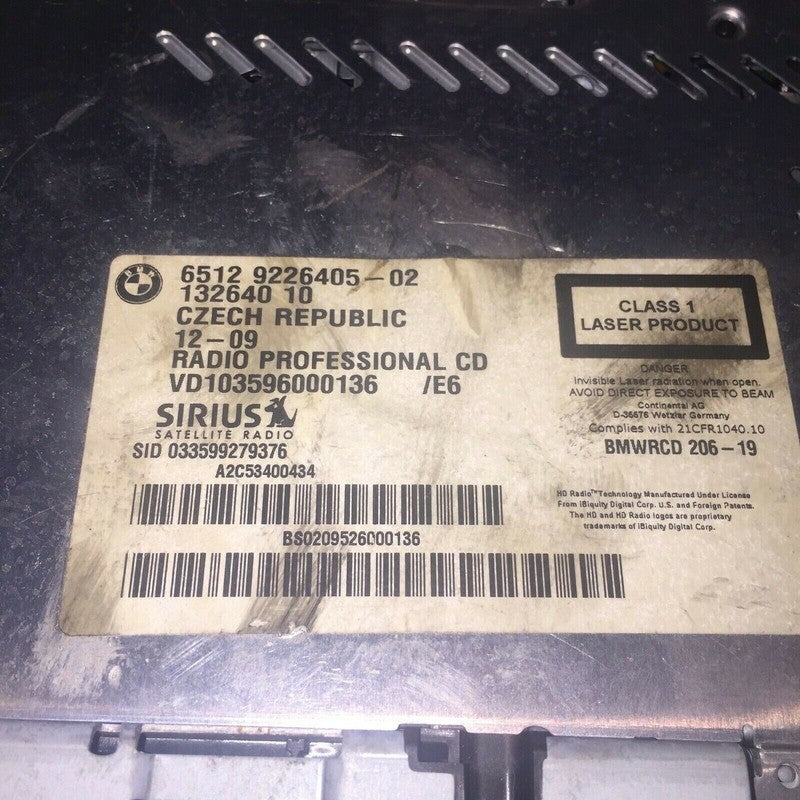 BMW
6512 9226405-02
132640 10
CZECH REPUBLIC
12-09
RADIO PROFESSIONAL CD
VD103596000136 /E6
SIRIUS
SATELLITE RADIO
SID 033599279376
A2C53400434
BS0209526000136
CLASS 1
LASER PRODUCT
DANGER
Invisible Laser radiation when open.
AVOID DIRECT EXPOSURE TO BEAM
Continental AG
D-35576 Wetzlar Germany
Complies with 21CFR1040.10
BMWRCD 206-19
HD Radio™ Technology Manufactured Under License
From iBiquity Digital Corp. U.S. and Foreign Patents.
The HD and HD Radio logos are proprietary
trademarks of iBiquity Digital Corp.